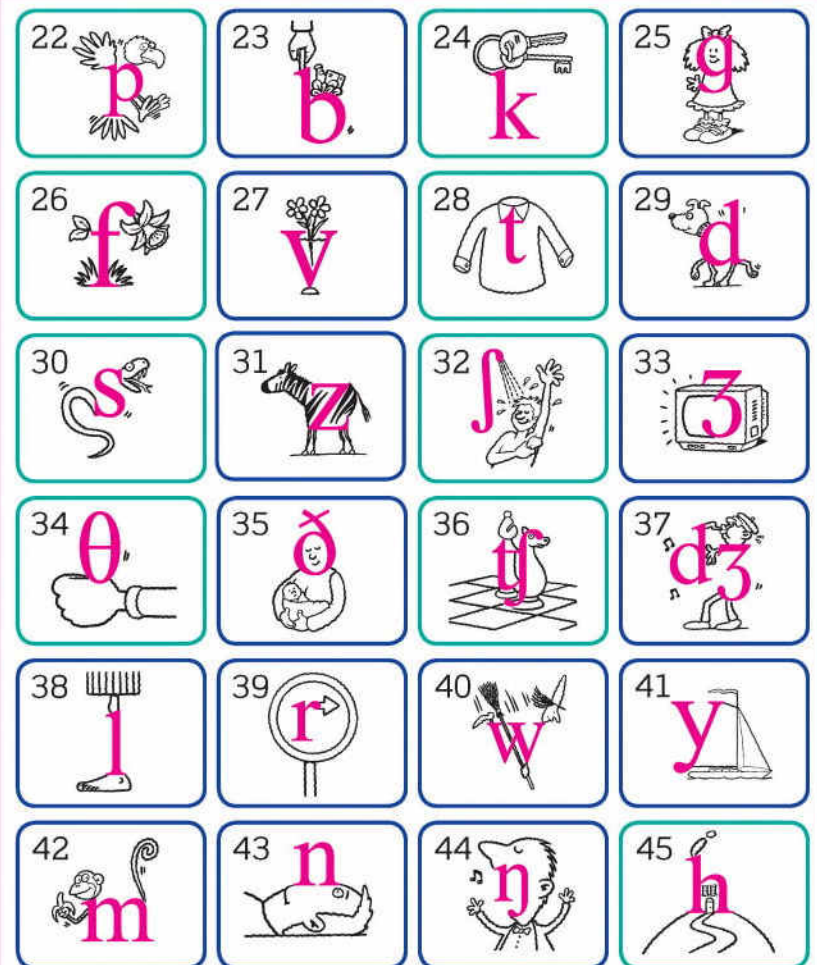 22 p
23 b
24 k
25 g
26 f
27 v
28 t
29 d
30 s
31 z
32 ʃ
33 ʒ
34 θ
35 ð
36 tʃ
37 dʒ
38 l
39 r
40 w
41 y
42 m
43 n
44 ŋ
45 h